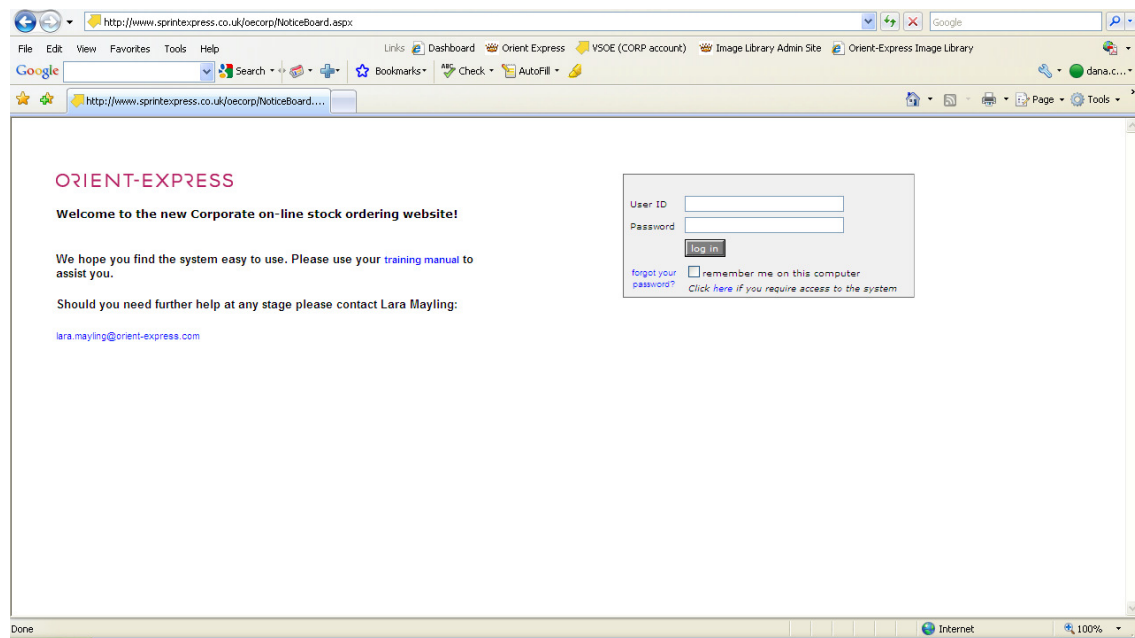 http://www.sprintexpress.co.uk/oecorp/NoticeBoard.aspx
Google
File Edit View Favorites Tools Help
Links Dashboard Orient Express VSOE (CORP account) Image Library Admin Site Orient-Express Image Library
Google
Search Bookmarks Check AutoFill
dana.c...
http://www.sprintexpress.co.uk/oecorp/NoticeBoard....
Page Tools
ORIENT-EXPRESS
Welcome to the new Corporate on-line stock ordering website!
We hope you find the system easy to use. Please use your training manual to
assist you.
Should you need further help at any stage please contact Lara Mayling:
lara.mayling@orient-express.com
User ID
Password
log in
forgot your
password?
remember me on this computer
Click here if you require access to the system
Done
Internet
100%